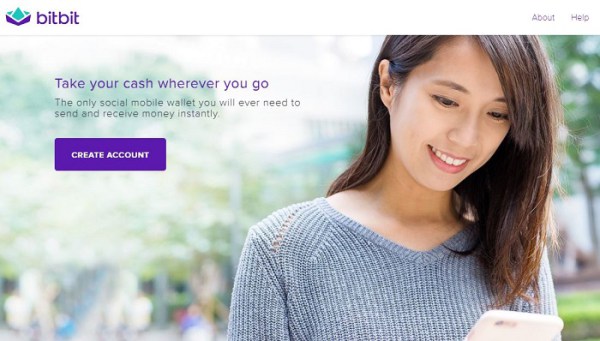 bitbit
About Help
Take your cash wherever you go
The only social mobile wallet you will ever need to
send and receive money instantly.
CREATE ACCOUNT